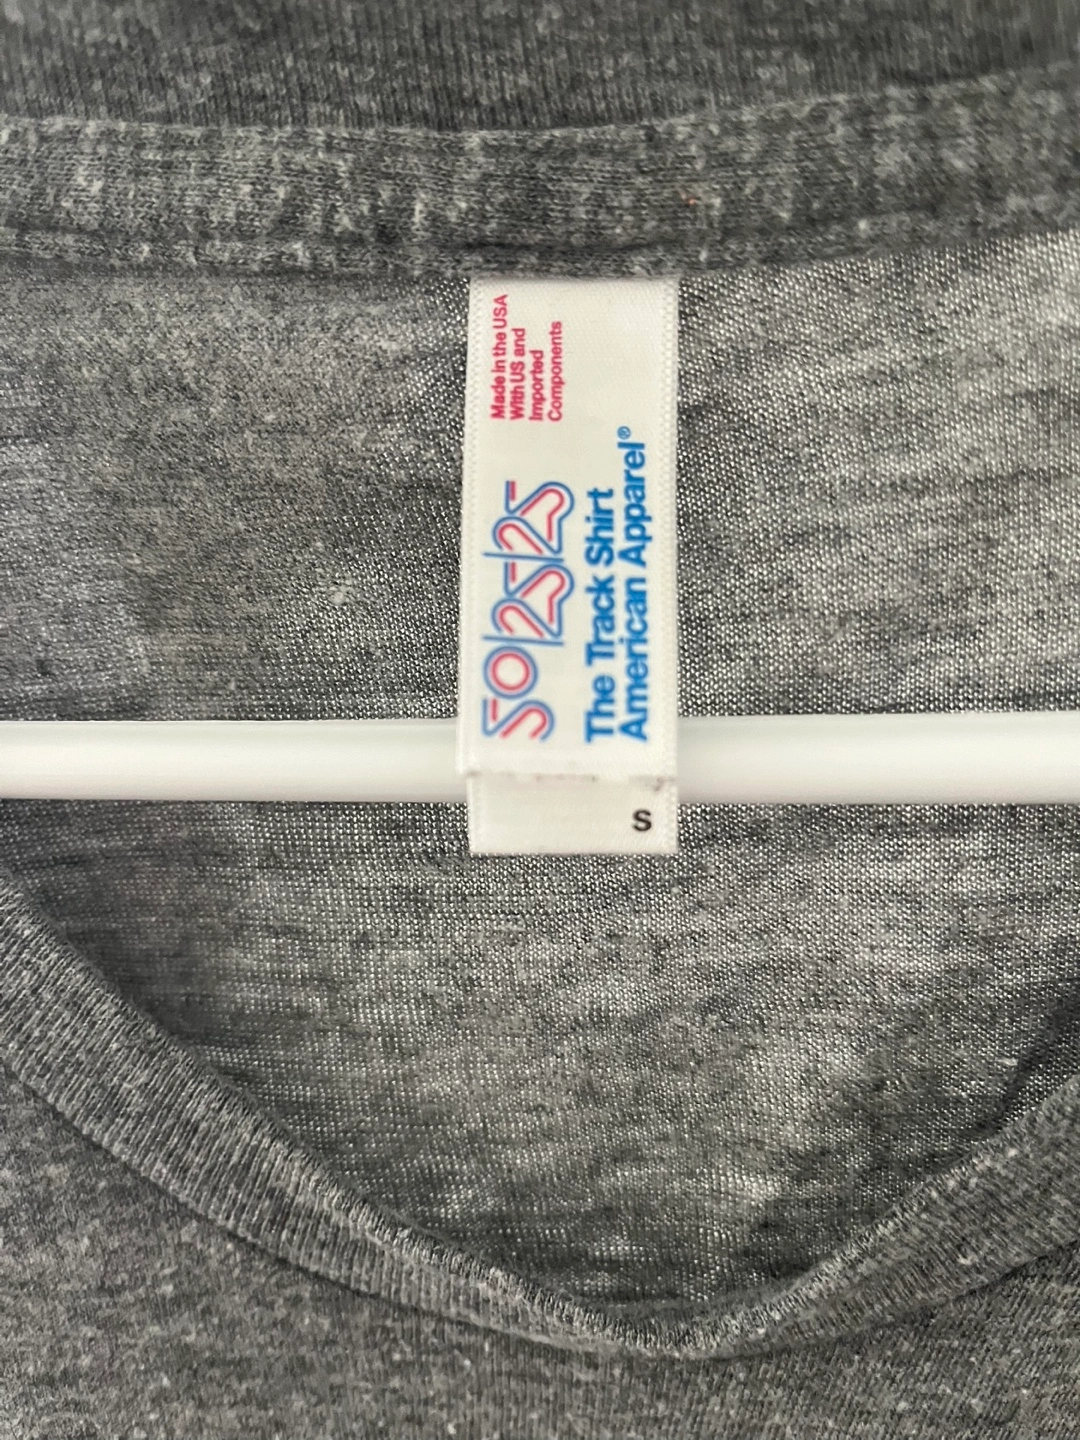 Made in the USA
With US and
Imported
Components
50/25/25
The Track Shirt
American Apparel®
S